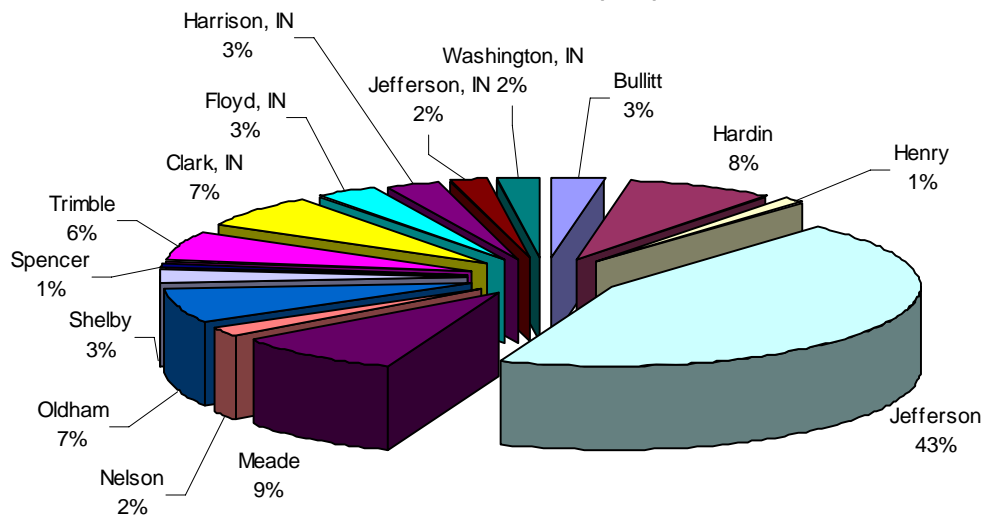 Harrison, IN
3%
Washington, IN
2%
Jefferson, IN
2%
Bullitt
3%
Floyd, IN
3%
Hardin
8%
Henry
1%
Clark, IN
7%
Trimble
6%
Spencer
1%
Shelby
3%
Oldham
7%
Nelson
2%
Meade
9%
Jefferson
43%